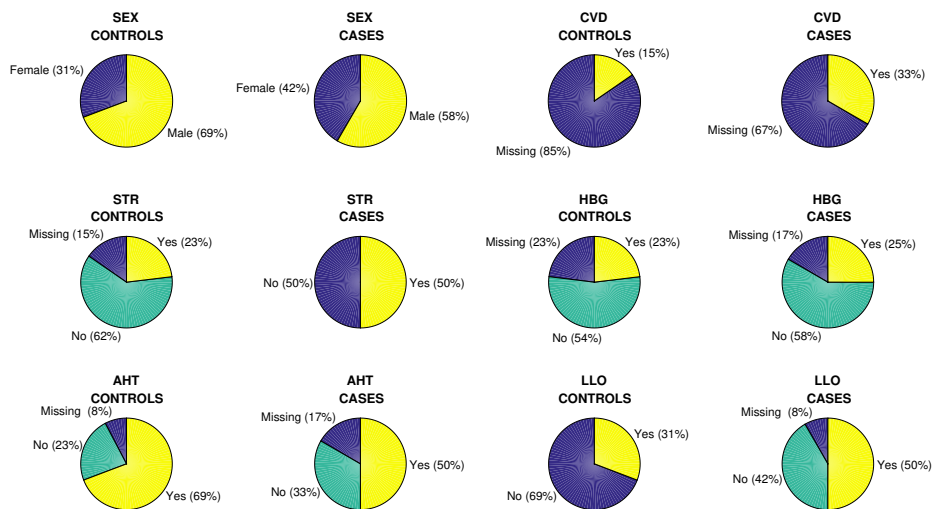 SEX
CONTROLS
Female (31%)
Male (69%)
SEX
CASES
Female (42%)
Male (58%)
CVD
CONTROLS
Yes (15%)
Missing (85%)
CVD
CASES
Yes (33%)
Missing (67%)
STR
CONTROLS
Missing (15%)
Yes (23%)
No (62%)
STR
CASES
No (50%)
Yes (50%)
HBG
CONTROLS
Missing (23%)
Yes (23%)
No (54%)
HBG
CASES
Missing (17%)
Yes (25%)
No (58%)
AHT
CONTROLS
Missing (8%)
No (23%)
Yes (69%)
AHT
CASES
Missing (17%)
Yes (50%)
No (33%)
LLO
CONTROLS
Yes (31%)
No (69%)
LLO
CASES
Missing (8%)
Yes (50%)
No (42%)